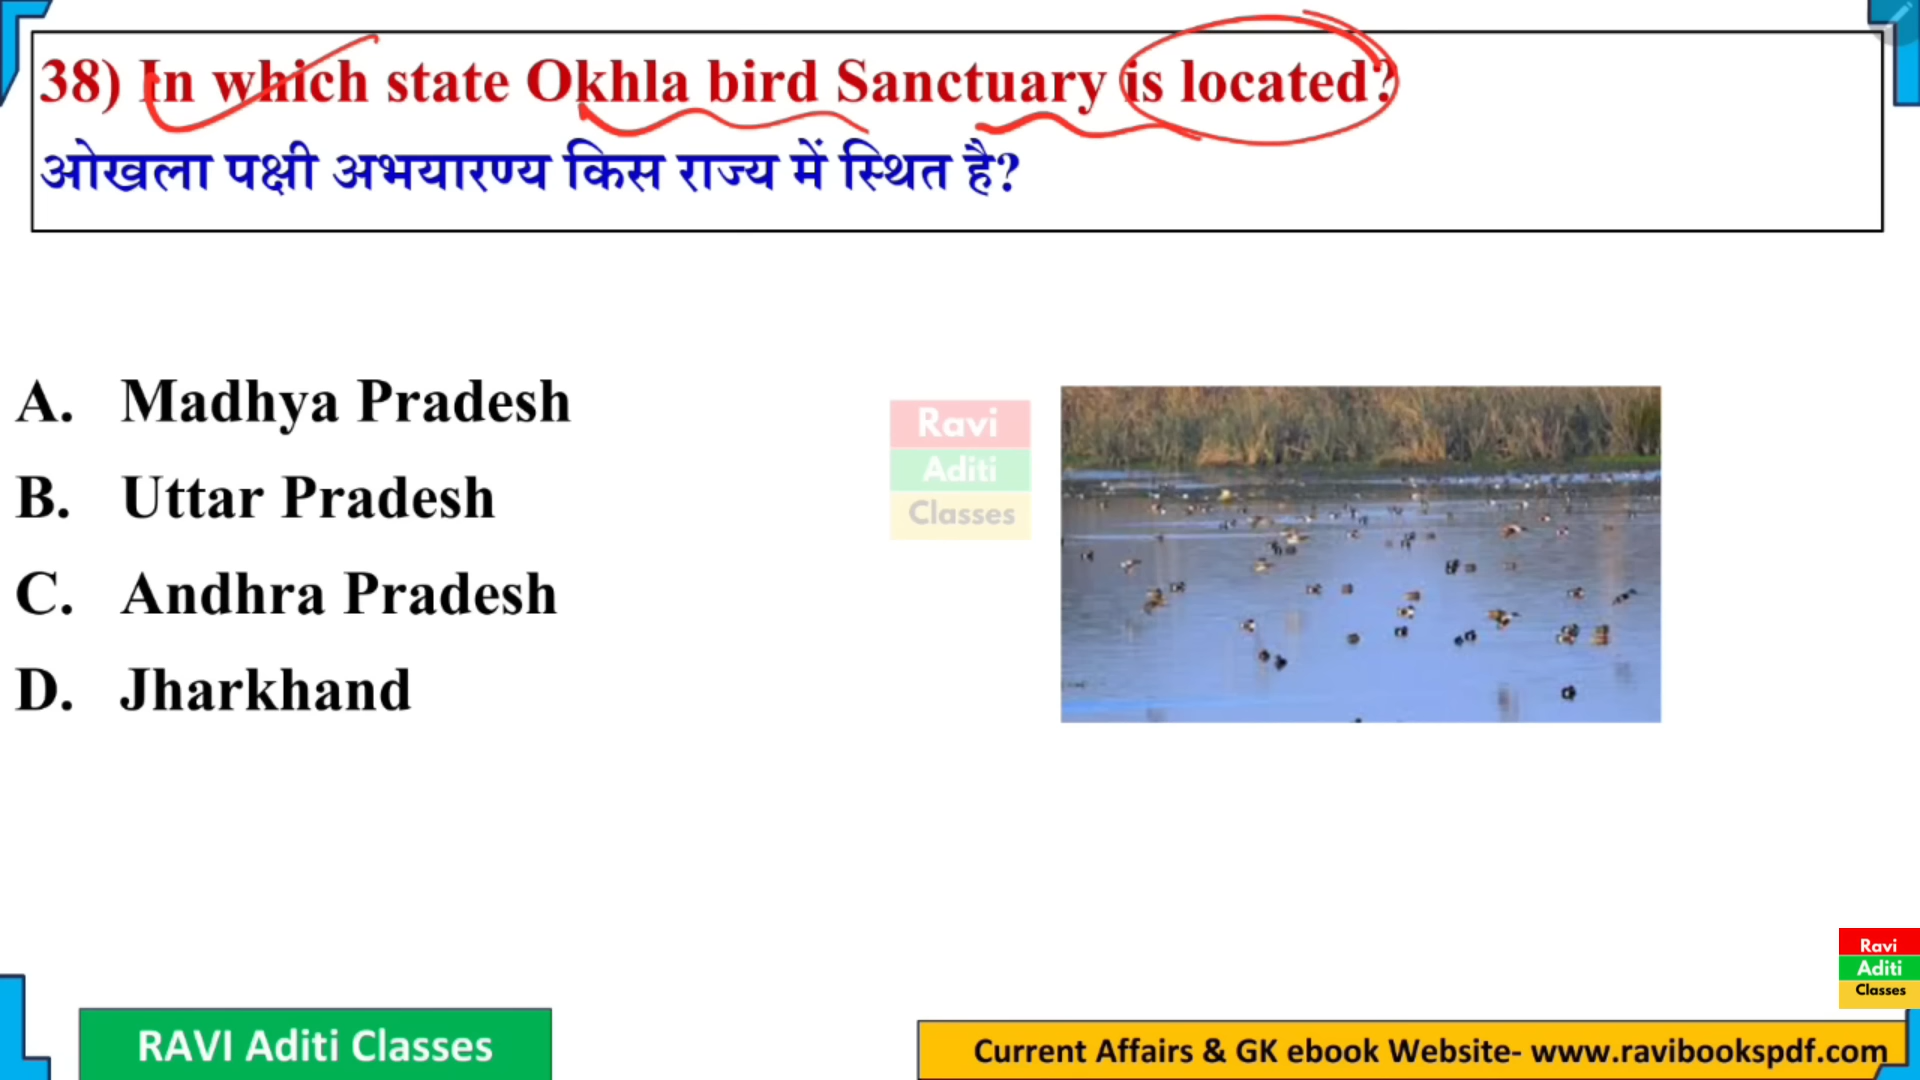 38) In which state Okhla bird Sanctuary is located?
ओखला पक्षी अभयारण्य किस राज्य में स्थित है?
A. Madhya Pradesh
B. Uttar Pradesh
C. Andhra Pradesh
D. Jharkhand
Ravi
Aditi
Classes
Ravi
Aditi
Classes
RAVI Aditi Classes
Current Affairs & GK ebook Website- www.ravibookspdf.com